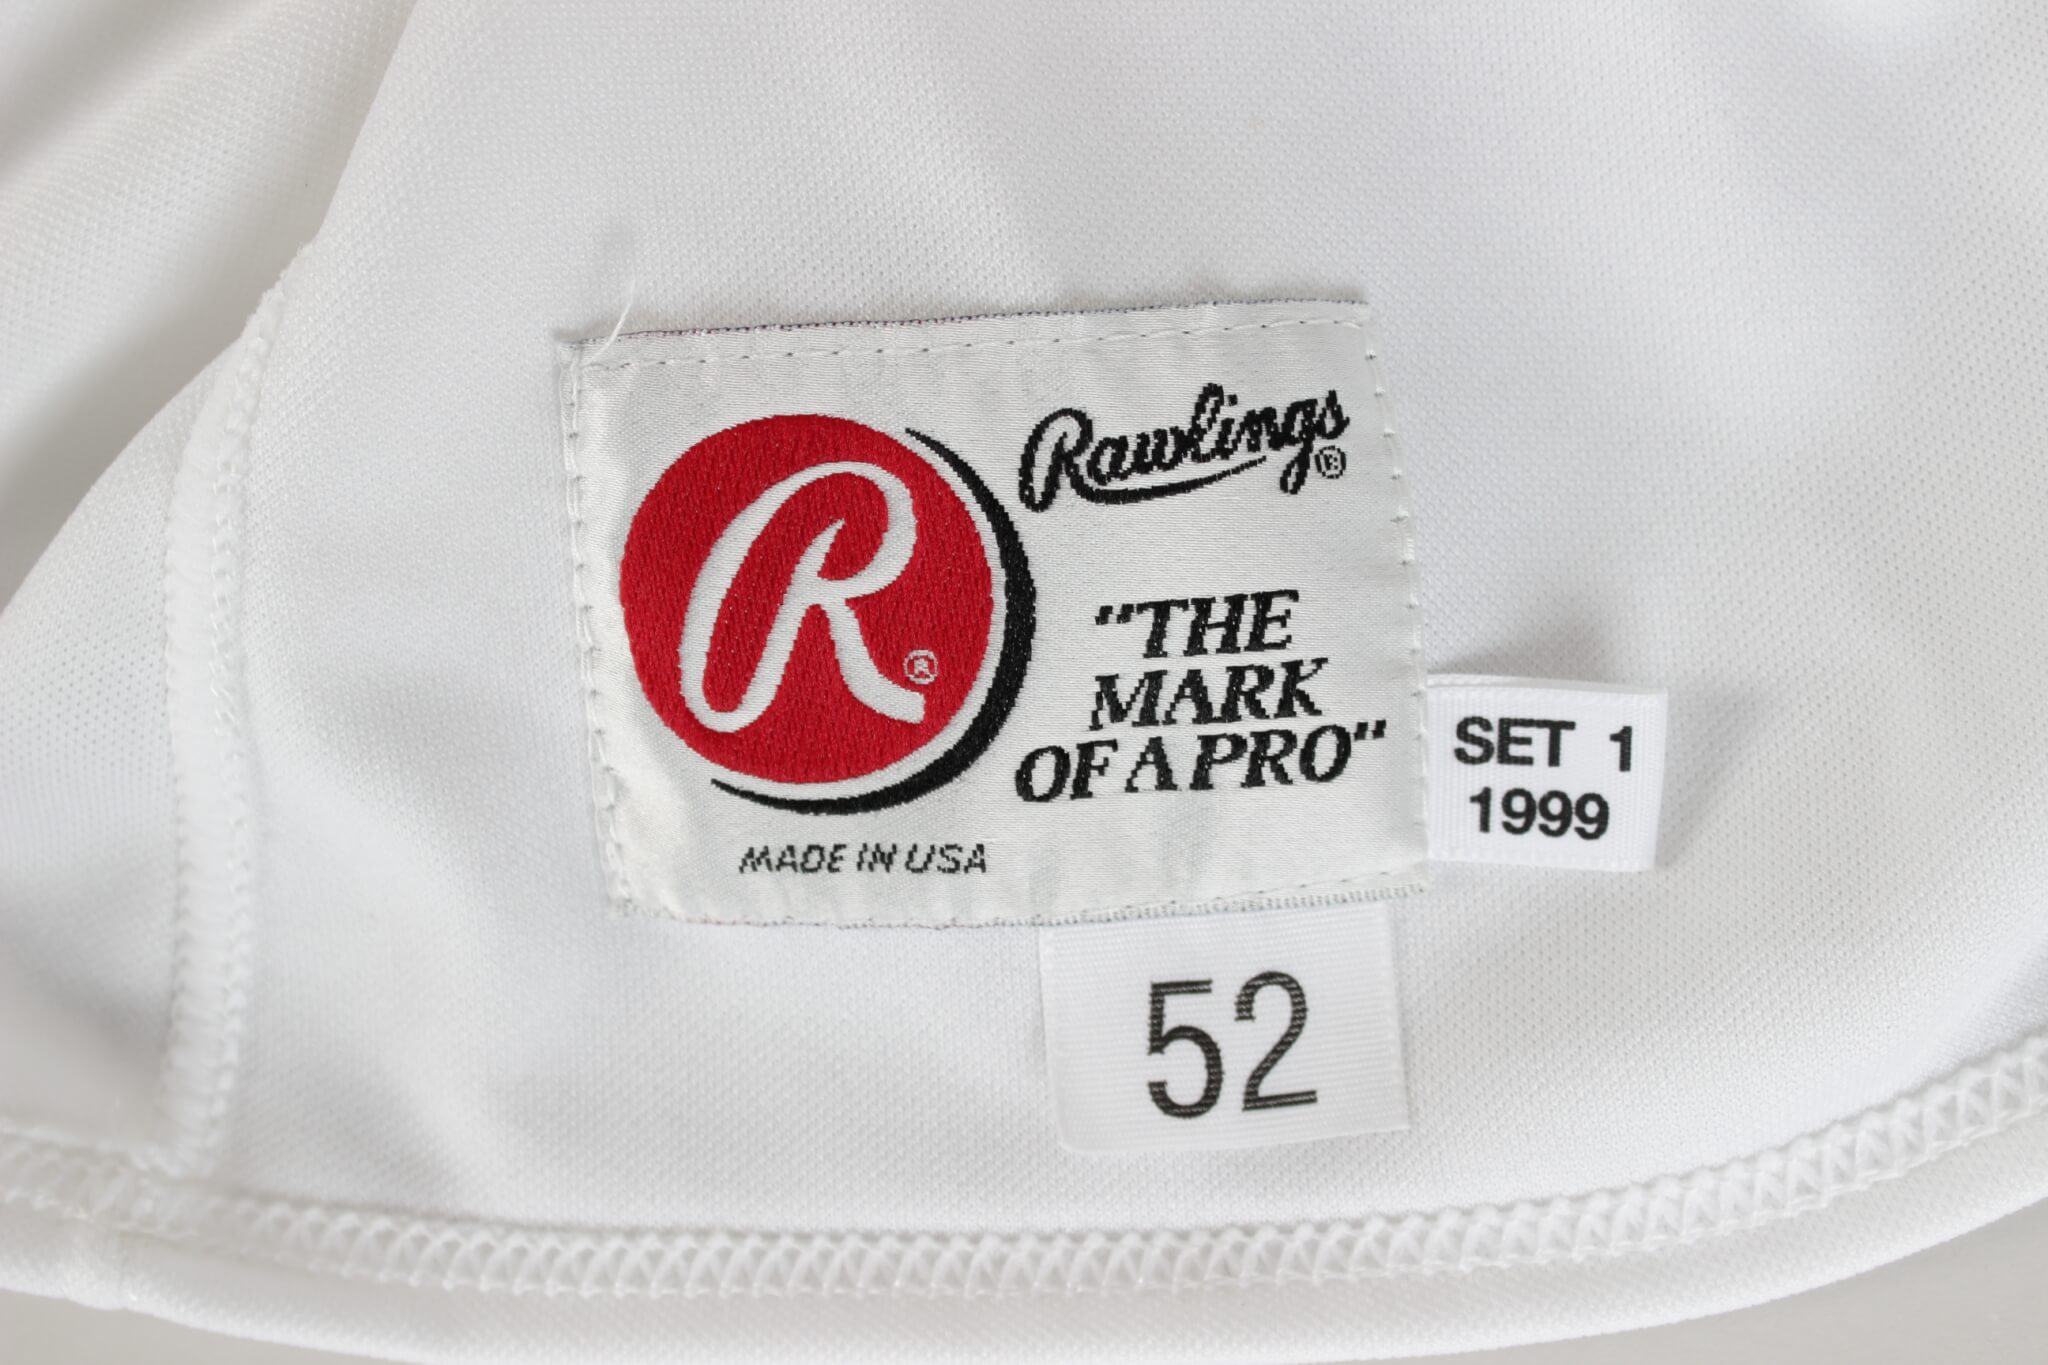 Rawlings®
R®
"THE
MARK
OF A PRO"
MADE IN USA
SET 1
1999
52